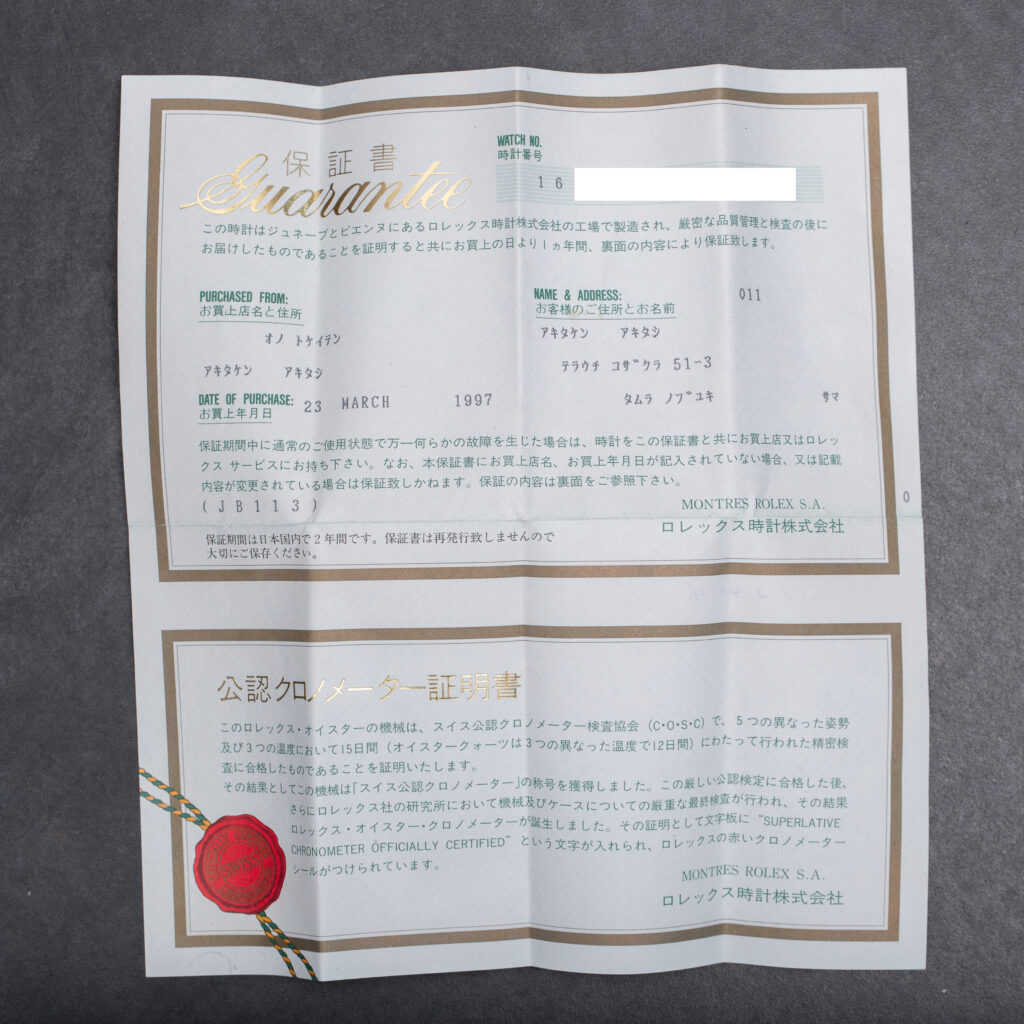 保証書
Guarantee
WATCH NO.
時計番号
16
この時計はジュネーブとビエンヌにあるロレックス時計株式会社の工場で製造され、厳密な品質管理と検査の後に
お届けしたものであることを証明すると共にお買上の日より1ヵ年間、裏面の内容により保証致します。
PURCHASED FROM:
お買上店名と住所
オノ トケイテン
アキタケン アキタシ
DATE OF PURCHASE: 23 MARCH 1997
お買上年月日
NAME & ADDRESS: 011
お客様のご住所とお名前
アキタケン アキタシ
テラウチ コザクラ 51-3
タムラ ノブユキ サマ
保証期間中に通常のご使用状態で万一何らかの故障を生じた場合は、時計をこの保証書と共にお買上店又はロレッ
クス サービスにお持ち下さい。なお、本保証書にお買上店名、お買上年月日が記入されていない場合、又は記載
内容が変更されている場合は保証致しかねます。保証の内容は裏面をご参照下さい。
(JB113)
MONTRES ROLEX S.A.
ロレックス時計株式会社
0
保証期間は日本国内で2年間です。保証書は再発行致しませんので
大切にご保存ください。
公認クロノメーター証明書
このロレックス・オイスターの機械は、スイス公認クロノメーター検査協会(C・O・S・C)で、5つの異なった姿勢
及び3つの温度において15日間(オイスタークォーツは3つの異なった温度で12日間)にわたって行われた精密検
査に合格したものであることを証明いたします。
その結果としてこの機械は「スイス公認クロノメーター」の称号を獲得しました。この厳しい公認検定に合格した後、
さらにロレックス社の研究所において機械及びケースについての厳重な最終検査が行われ、その結果
ロレックス・オイスター・クロノメーターが誕生しました。その証明として文字板に "SUPERLATIVE
CHRONOMETER OFFICIALLY CERTIFIED" という文字が入れられ、ロレックスの赤いクロノメーター
シールがつけられています。
MONTRES ROLEX S.A.
ロレックス時計株式会社